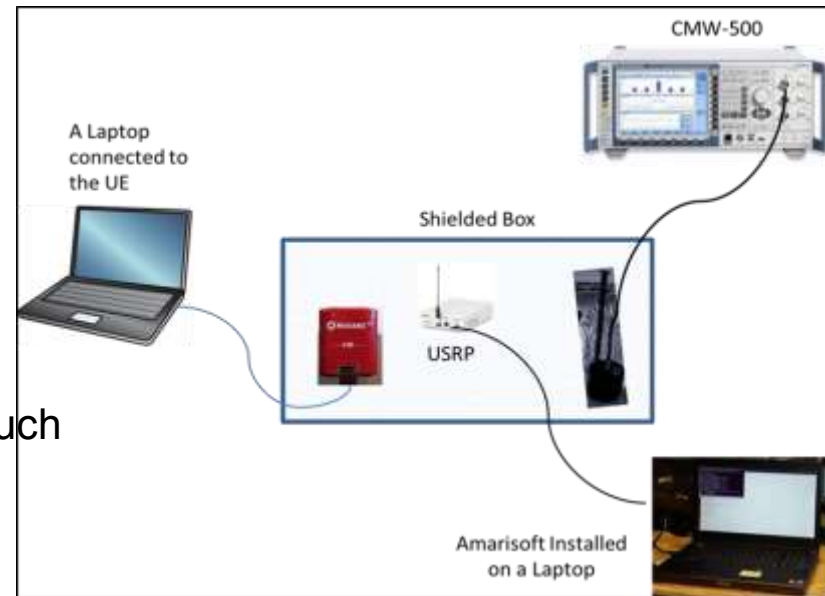 CMW-500
A Laptop
connected to
the UE
Shielded Box
USRP
uch
Amarisoft Installed
on a Laptop